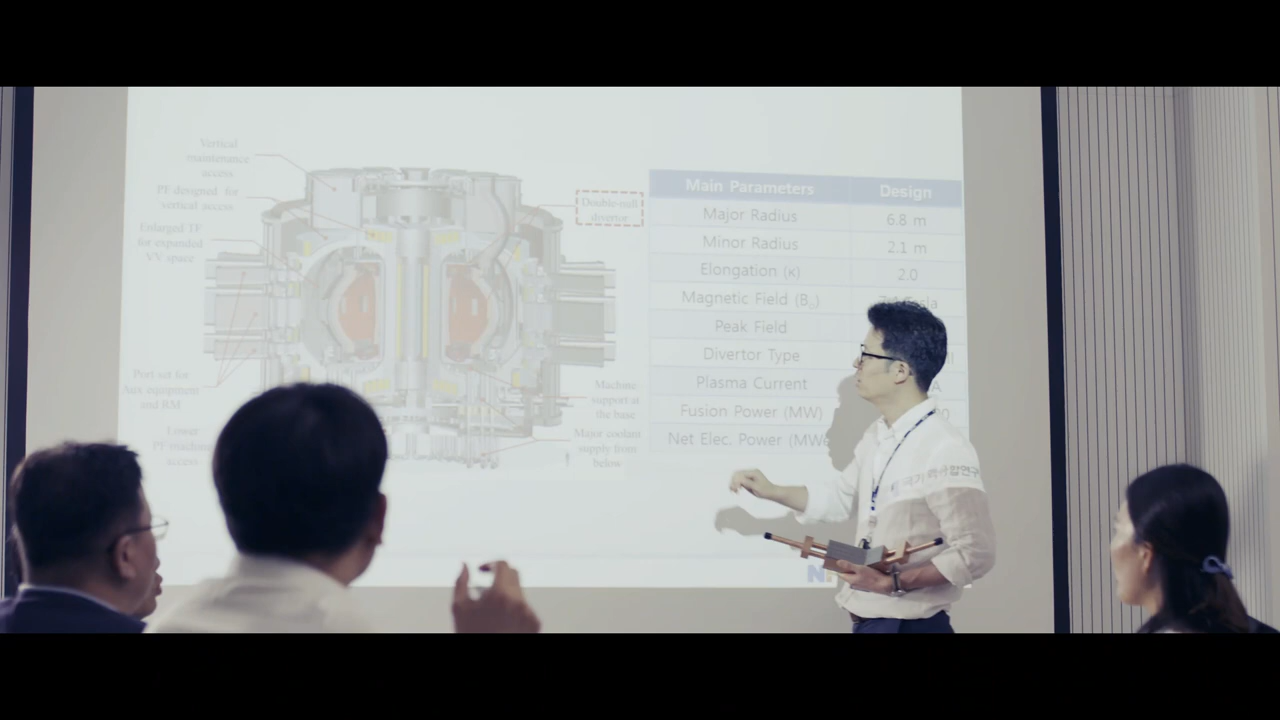 Vertical
maintenance
access
PF designed for
vertical access
Enlarged TF
for expanded
VV space
Port set for
aux equipment
and RM
Lower
PF
access
Double-null
divertor
Machine
support at
the base
Major coolant
supply from
below
Main Parameters Design
Major Radius 6.8 m
Minor Radius 2.1 m
Elongation (κ) 2.0
Magnetic Field (B₀)
Peak Field
Divertor Type
Plasma Current
Fusion Power (MW)
Net Elec. Power (MW